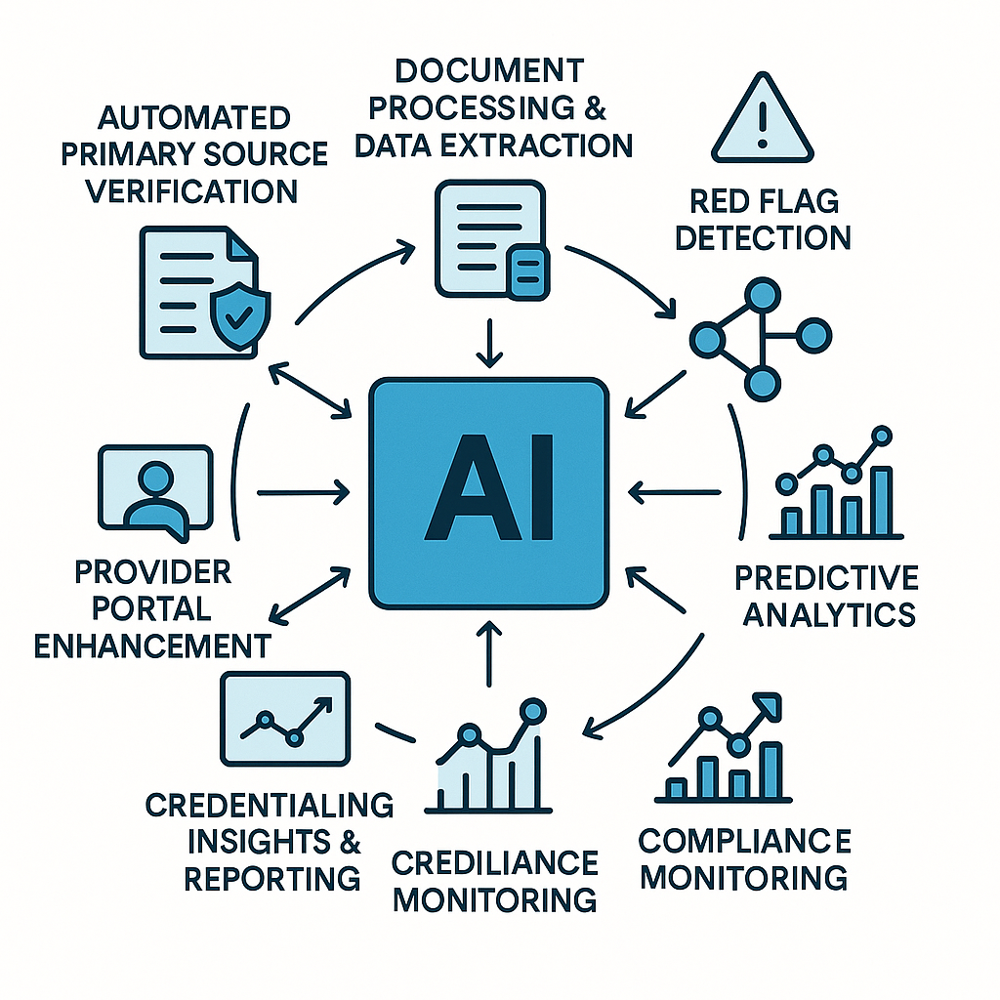 AUTOMATED
PRIMARY SOURCE
VERIFICATION
DOCUMENT
PROCESSING &
DATA EXTRACTION
RED FLAG
DETECTION
AI
PROVIDER
PORTAL
ENHANCEMENT
PREDICTIVE
ANALYTICS
CREDENTIALING
INSIGHTS &
REPORTING
CREDILIANCE
MONITORING
COMPLIANCE
MONITORING